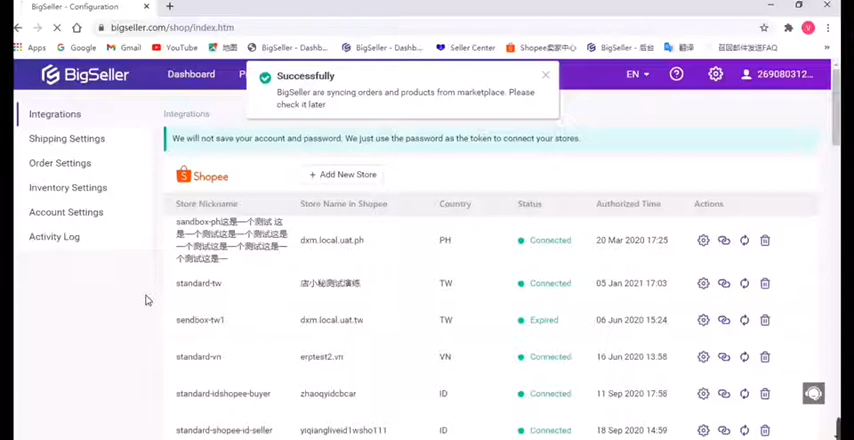 BigSeller - Configuration
bigseller.com/shop/index.htm
Apps Google Gmail YouTube 地图 BigSeller - Dashb... BigSeller - Dashb... Seller Center Shopee卖家中心 BigSeller - 后台 翻译 召回邮件发FAQ
BigSeller Dashboard EN 269080312...
Successfully
BigSeller are syncing orders and products from marketplace. Please
check it later
Integrations
Shipping Settings
Order Settings
Inventory Settings
Account Settings
Activity Log
Integrations
We will not save your account and password. We just use the password as the token to connect your stores.
Shopee + Add New Store
Store Nickname Store Name in Shopee Country Status Authorized Time Actions
sandbox-ph这是一个测试 这
是一个测试这是一个测试这是
一个测试这是一个测试这是一
个测试这是一
dxm.local.uat.ph PH Connected 20 Mar 2020 17:25
standard-tw 店小秘测试演练 TW Connected 05 Jan 2021 17:03
sendbox-tw1 dxm.local.uat.tw TW Expired 06 Jun 2020 15:24
standard-vn erptest2.vn VN Connected 16 Jun 2020 13:58
standard-idshopee-buyer zhaoqyidcbcar ID Connected 11 Sep 2020 17:58
standard-shopee-id-seller yiqiangliveid1wsho111 ID Connected 18 Sep 2020 14:59